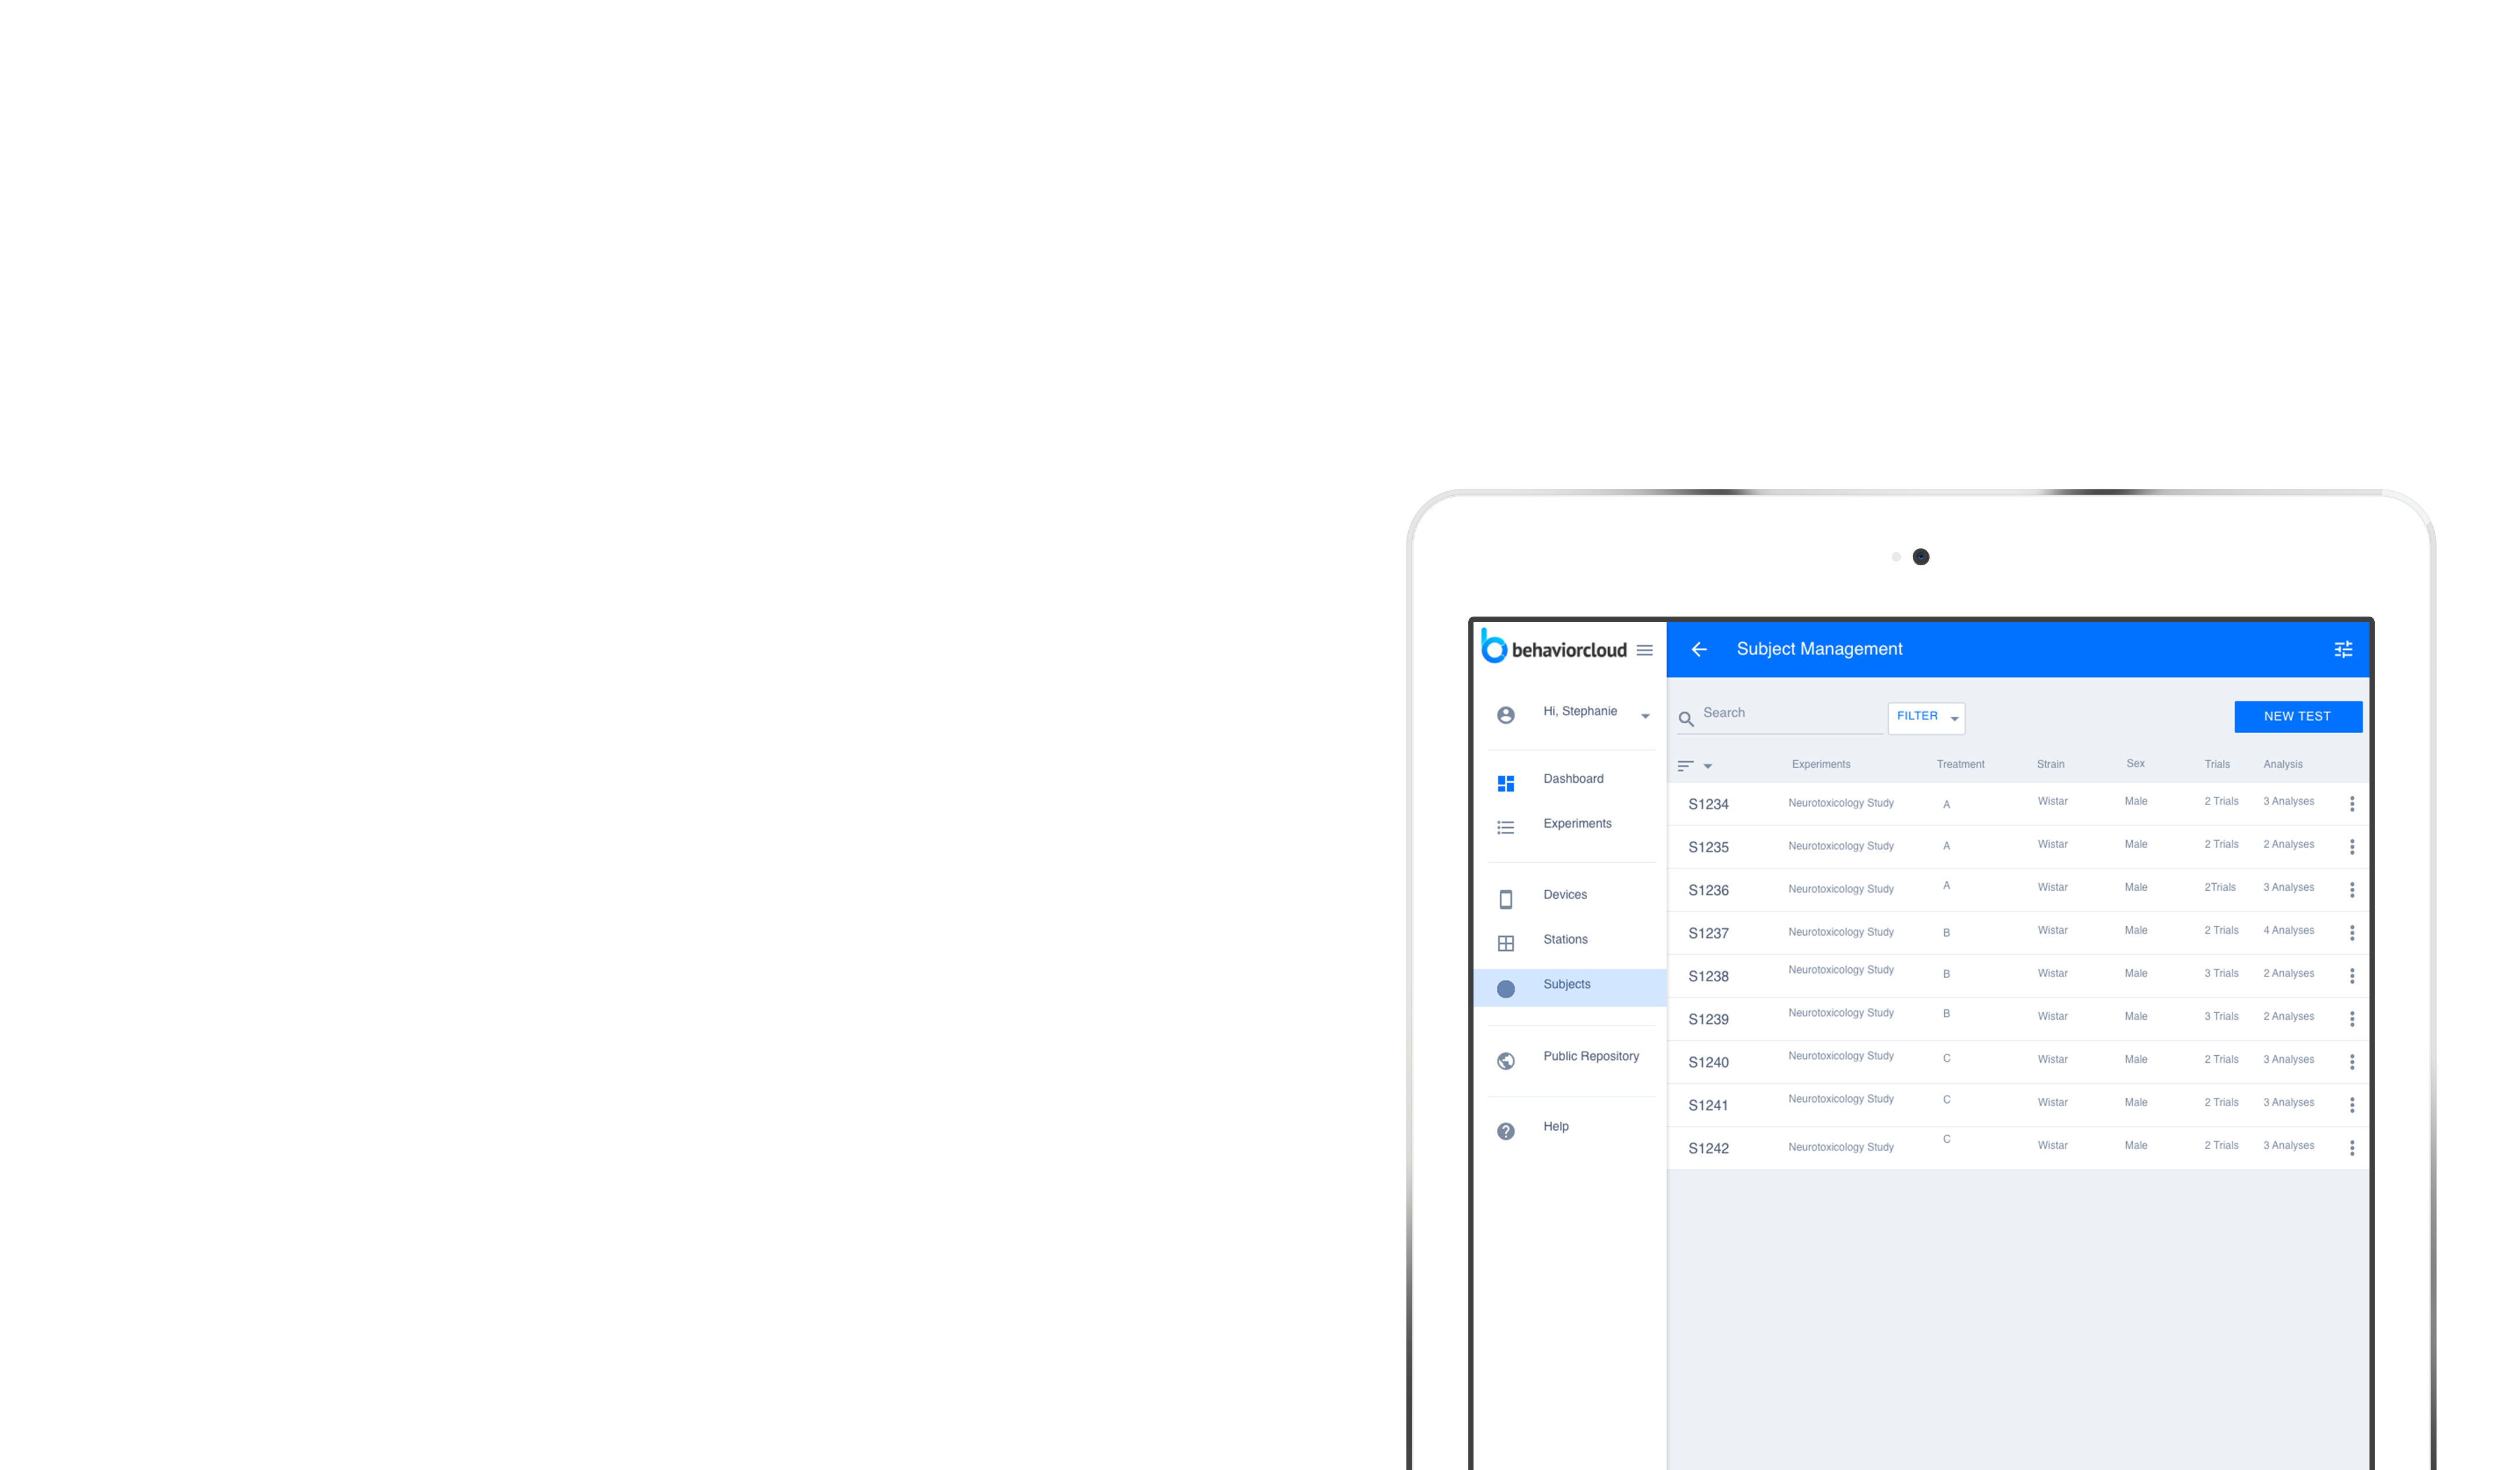 behaviorcloud
Hi, Stephanie
Dashboard
Experiments
Devices
Stations
Subjects
Public Repository
Help
Subject Management
Search
FILTER
NEW TEST
Experiments Treatment Strain Sex Trials Analysis
S1234 Neurotoxicology Study A Wistar Male 2 Trials 3 Analyses
S1235 Neurotoxicology Study A Wistar Male 2 Trials 2 Analyses
S1236 Neurotoxicology Study A Wistar Male 2Trials 3 Analyses
S1237 Neurotoxicology Study B Wistar Male 2 Trials 4 Analyses
S1238 Neurotoxicology Study B Wistar Male 3 Trials 2 Analyses
S1239 Neurotoxicology Study B Wistar Male 3 Trials 2 Analyses
S1240 Neurotoxicology Study C Wistar Male 2 Trials 3 Analyses
S1241 Neurotoxicology Study C Wistar Male 2 Trials 3 Analyses
S1242 Neurotoxicology Study C Wistar Male 2 Trials 3 Analyses